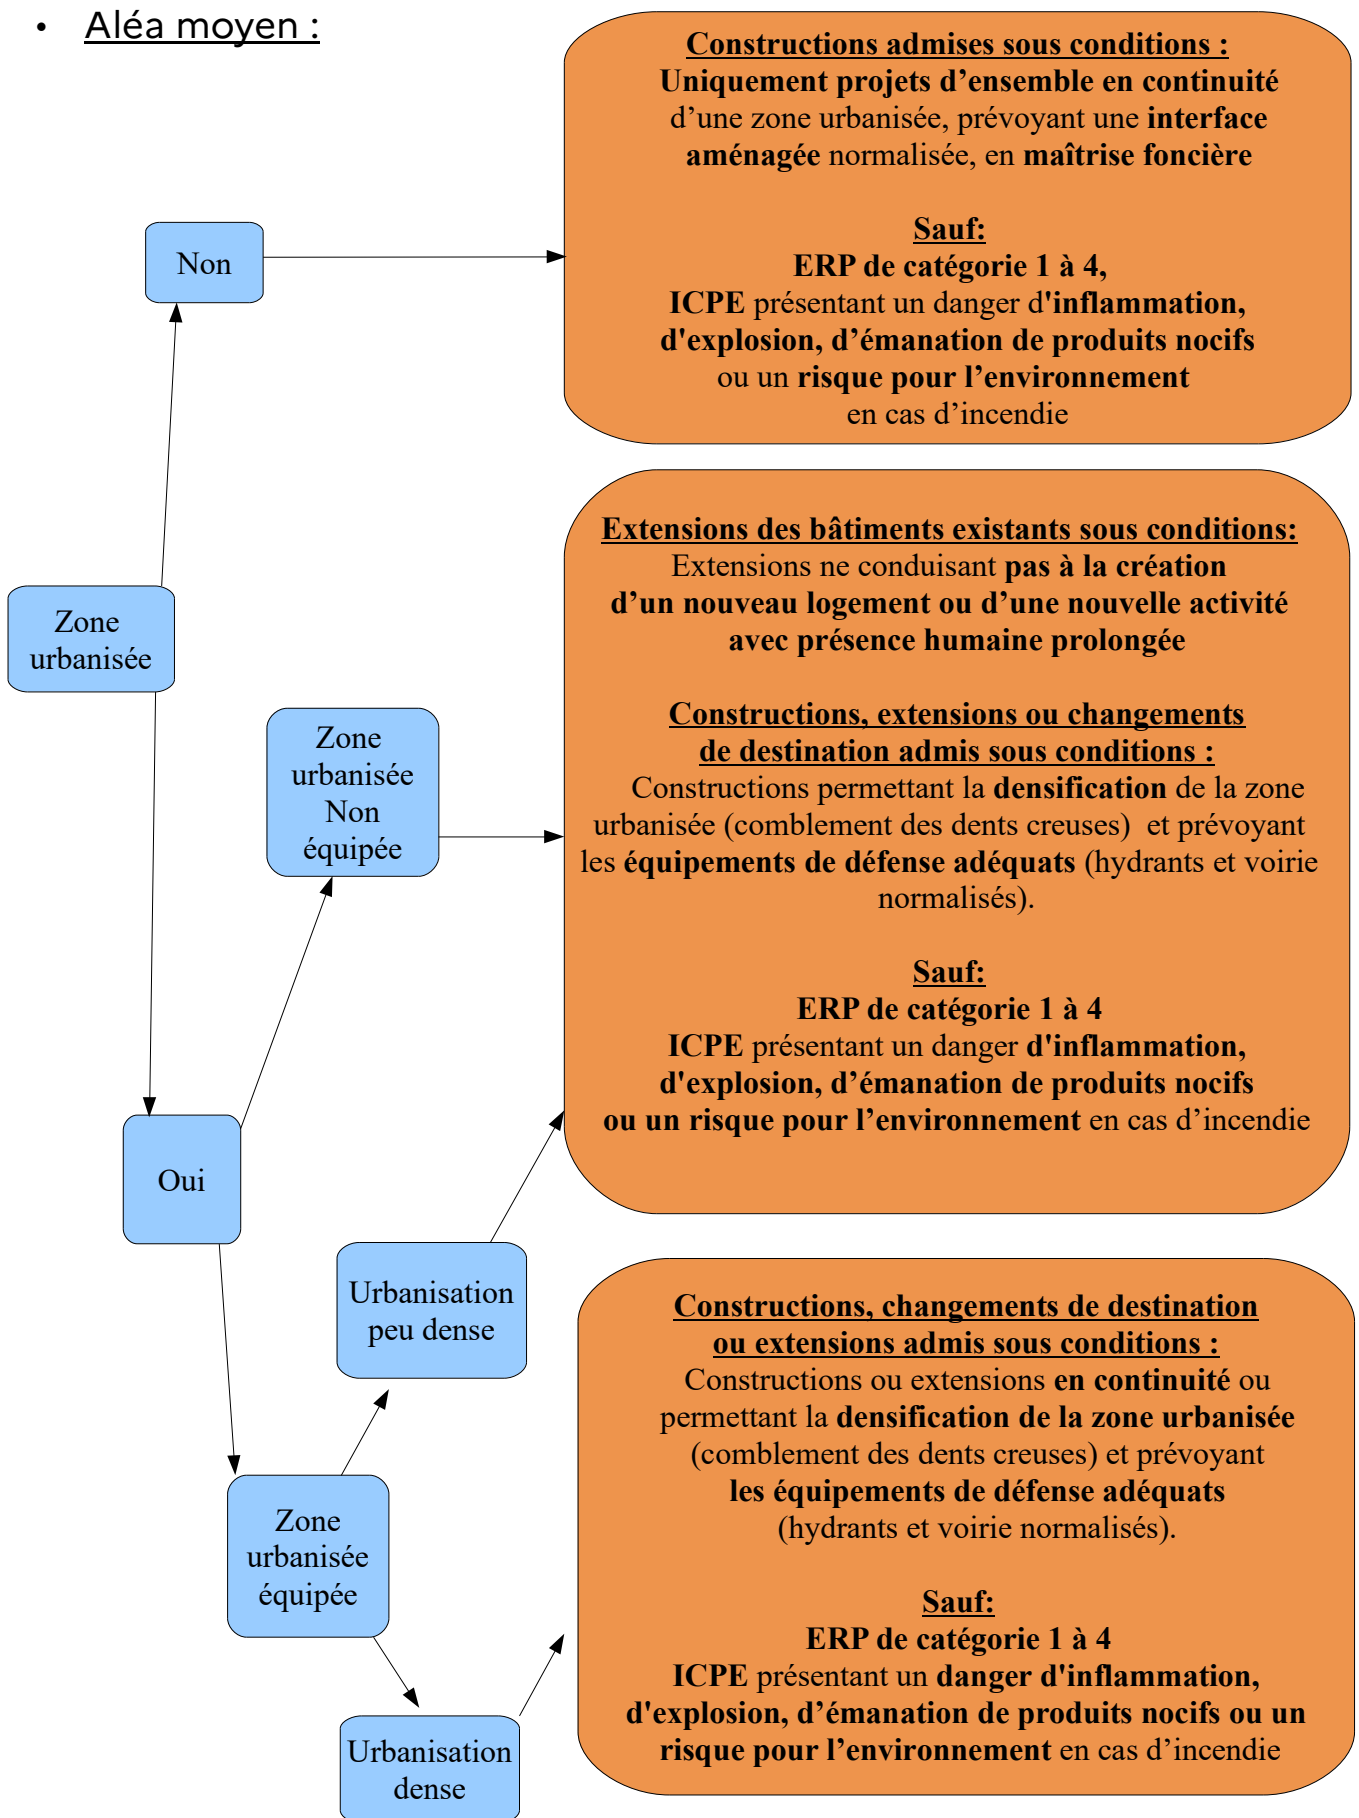 • Aléa moyen :
Constructions admises sous conditions :
Uniquement projets d’ensemble en continuité
d’une zone urbanisée, prévoyant une interface
aménagée normalisée, en maîtrise foncière
Sauf:
ERP de catégorie 1 à 4,
ICPE présentant un danger d'inflammation,
d'explosion, d’émanation de produits nocifs
ou un risque pour l’environnement
en cas d’incendie
Non
Zone
urbanisée
Extensions des bâtiments existants sous conditions:
Extensions ne conduisant pas à la création
d’un nouveau logement ou d’une nouvelle activité
avec présence humaine prolongée
Constructions, extensions ou changements
de destination admis sous conditions :
Constructions permettant la densification de la zone
urbanisée (comblement des dents creuses) et prévoyant
les équipements de défense adéquats (hydrants et voirie
normalisés).
Sauf:
ERP de catégorie 1 à 4
ICPE présentant un danger d'inflammation,
d'explosion, d’émanation de produits nocifs
ou un risque pour l’environnement en cas d’incendie
Zone
urbanisée
Non
équipée
Oui
Urbanisation
peu dense
Constructions, changements de destination
ou extensions admis sous conditions :
Constructions ou extensions en continuité ou
permettant la densification de la zone urbanisée
(comblement des dents creuses) et prévoyant
les équipements de défense adéquats
(hydrants et voirie normalisés).
Sauf:
ERP de catégorie 1 à 4
ICPE présentant un danger d'inflammation,
d'explosion, d’émanation de produits nocifs ou un
risque pour l’environnement en cas d’incendie
Zone
urbanisée
équipée
Urbanisation
dense